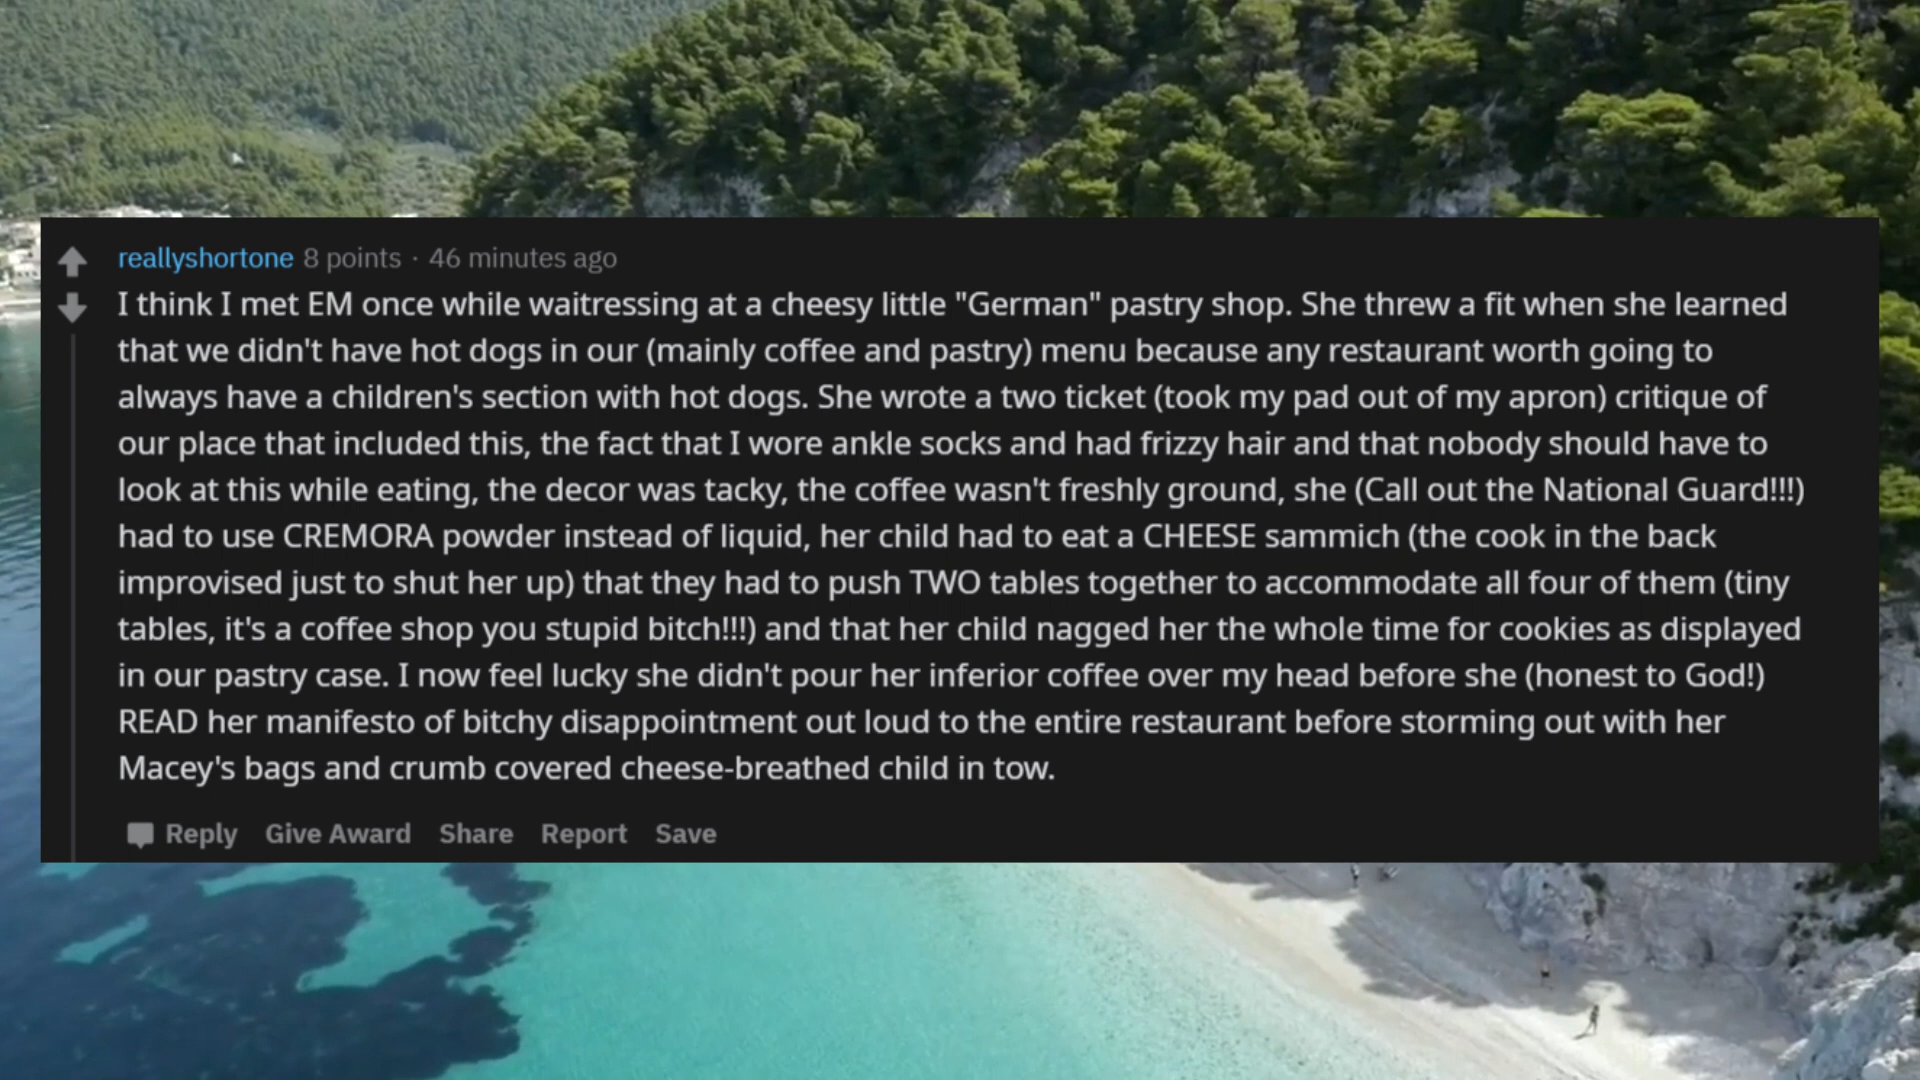 reallyshortone 8 points · 46 minutes ago
I think I met EM once while waitressing at a cheesy little "German" pastry shop. She threw a fit when she learned
that we didn't have hot dogs in our (mainly coffee and pastry) menu because any restaurant worth going to
always have a children's section with hot dogs. She wrote a two ticket (took my pad out of my apron) critique of
our place that included this, the fact that I wore ankle socks and had frizzy hair and that nobody should have to
look at this while eating, the decor was tacky, the coffee wasn't freshly ground, she (Call out the National Guard!!!)
had to use CREMORA powder instead of liquid, her child had to eat a CHEESE sammich (the cook in the back
improvised just to shut her up) that they had to push TWO tables together to accommodate all four of them (tiny
tables, it's a coffee shop you stupid bitch!!!) and that her child nagged her the whole time for cookies as displayed
in our pastry case. I now feel lucky she didn't pour her inferior coffee over my head before she (honest to God!)
READ her manifesto of bitchy disappointment out loud to the entire restaurant before storming out with her
Macey's bags and crumb covered cheese-breathed child in tow.
Reply Give Award Share Report Save